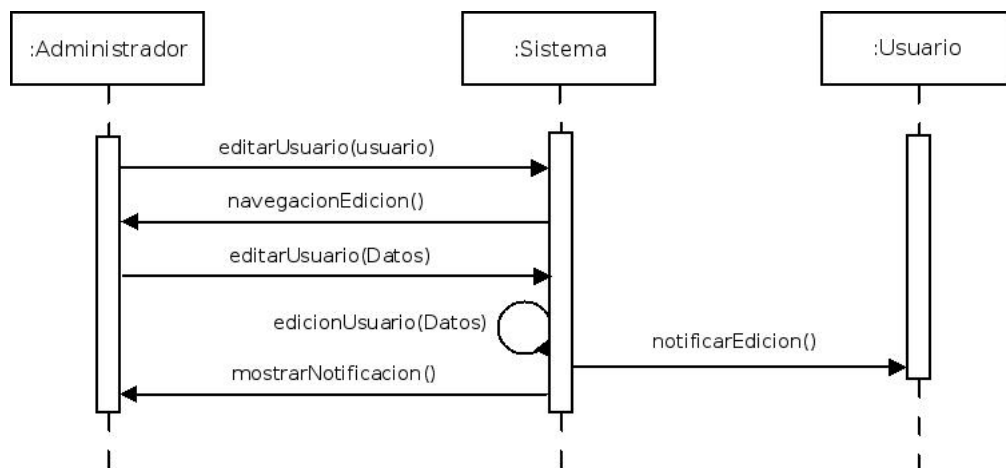 :Administrador
:Sistema
:Usuario
editarUsuario(usuario)
navegacionEdicion()
editarUsuario(Datos)
edicionUsuario(Datos)
notificarEdicion()
mostrarNotificacion()